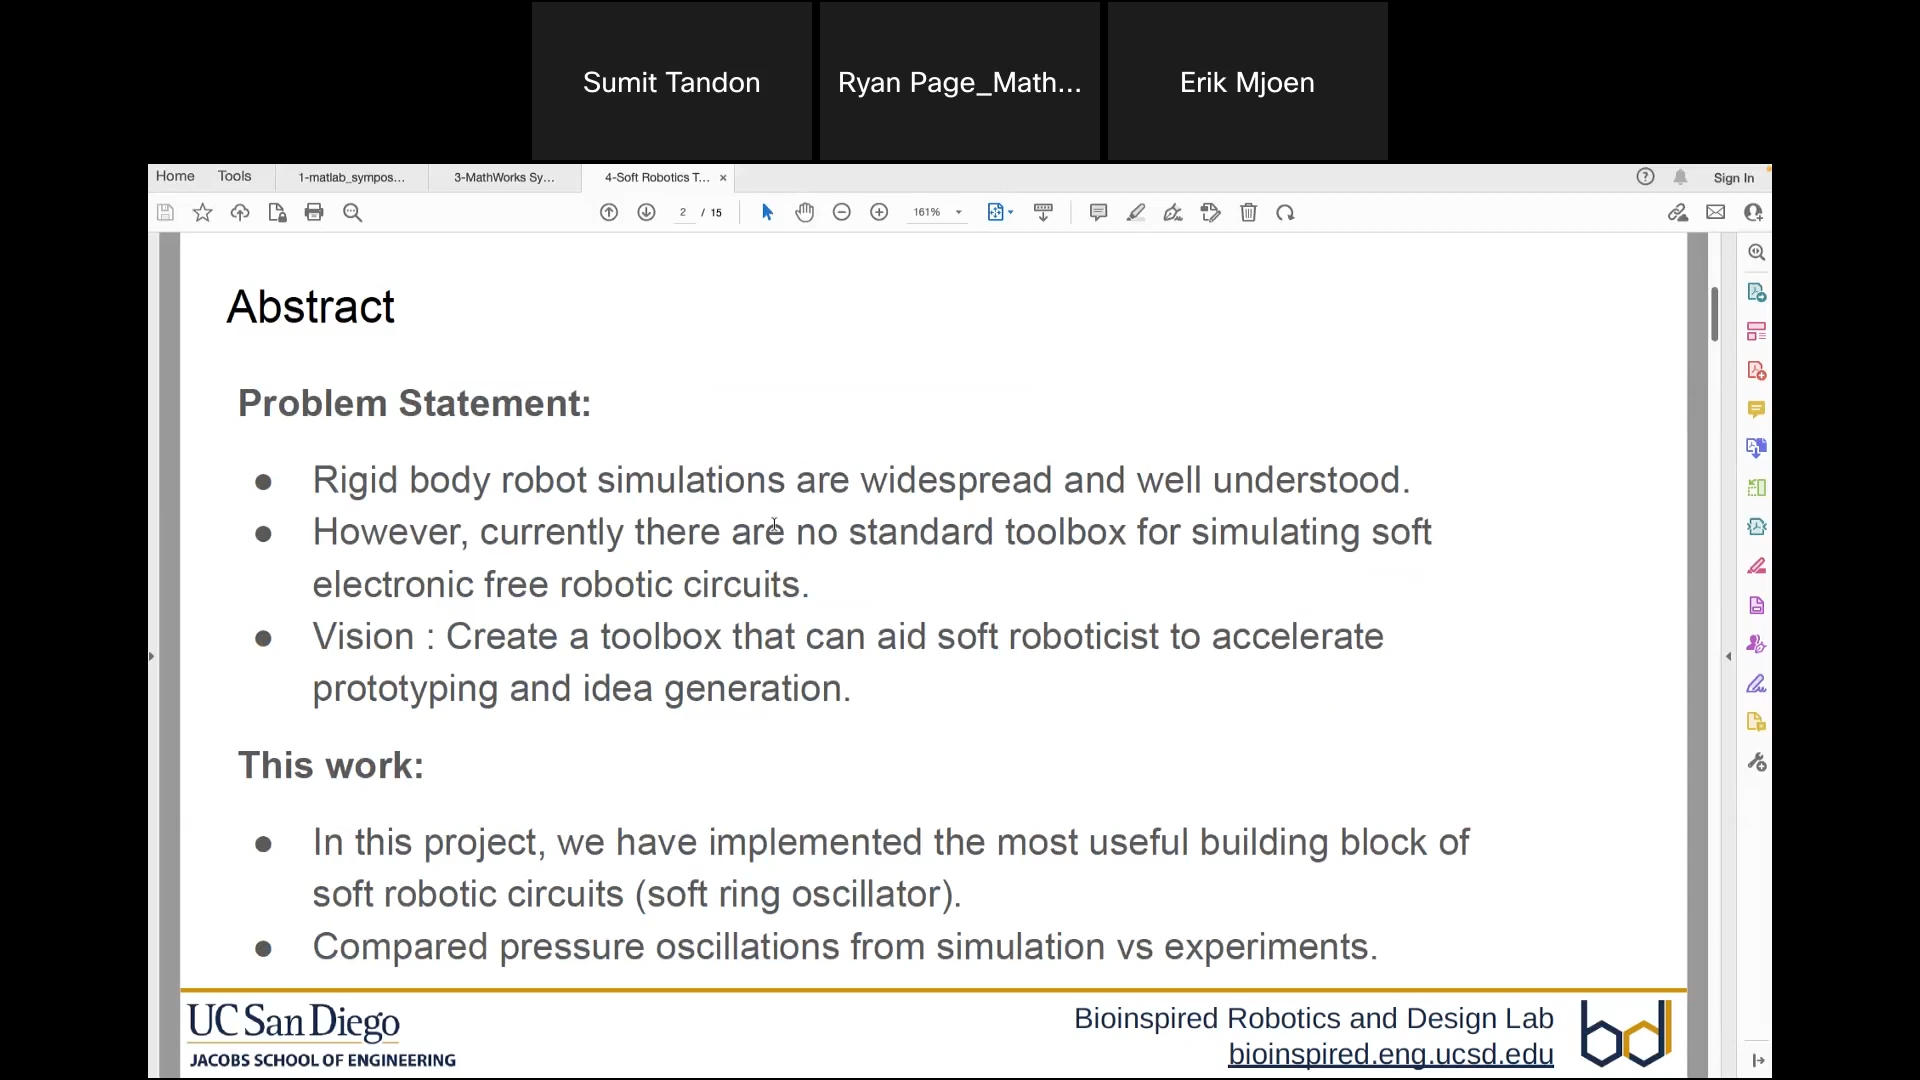 Sumit Tandon
Ryan Page_Math...
Erik Mjoen
Home Tools 1-matlab_sympos... 3-MathWorks Sy... 4-Soft Robotics T... × Sign In
2 / 15 161%
Abstract
Problem Statement:
● Rigid body robot simulations are widespread and well understood.
● However, currently there are no standard toolbox for simulating soft
electronic free robotic circuits.
● Vision : Create a toolbox that can aid soft roboticist to accelerate
prototyping and idea generation.
This work:
● In this project, we have implemented the most useful building block of
soft robotic circuits (soft ring oscillator).
● Compared pressure oscillations from simulation vs experiments.
UC San Diego
JACOBS SCHOOL OF ENGINEERING
Bioinspired Robotics and Design Lab
bioinspired.eng.ucsd.edu
bd